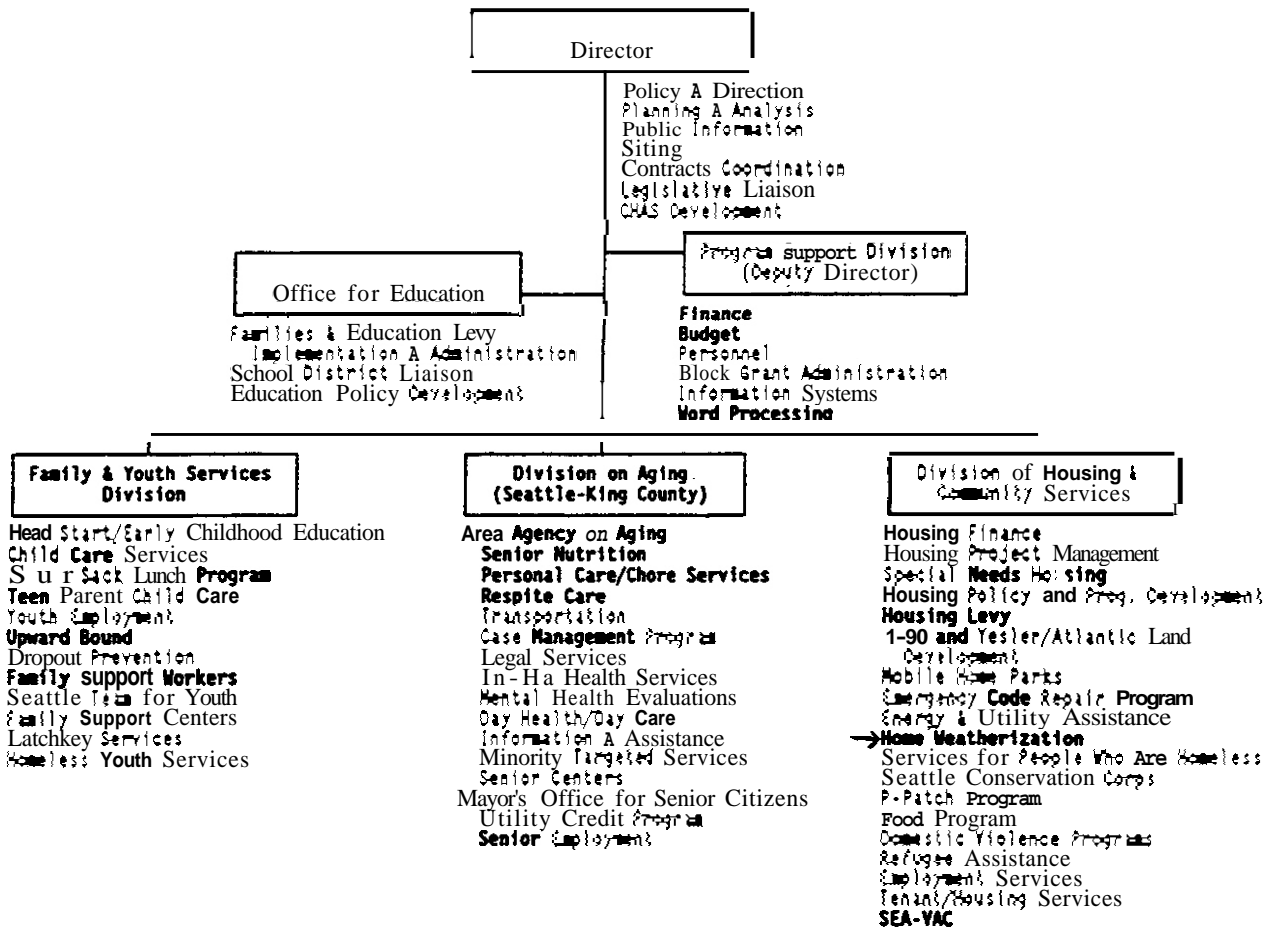 Director
Policy A Direction
Planning A Analysis
Public Information
Siting
Contracts Coordination
Legislative Liaison
CHAS Development
Program Support Division
(Deputy Director)
Finance
Budget
Personnel
Block Grant Administration
Information Systems
Word Processing
Office for Education
Families & Education Levy
Implementation A Administration
School District Liaison
Education Policy Development
Family & Youth Services
Division
Head Start/Early Childhood Education
Child Care Services
Sur Sack Lunch Program
Teen Parent Child Care
Youth Employment
Upward Bound
Dropout Prevention
Family support Workers
Seattle Team for Youth
Family Support Centers
Latchkey Services
Homeless Youth Services
Division on Aging
(Seattle-King County)
Area Agency on Aging
Senior Nutrition
Personal Care/Chore Services
Respite Care
Transportation
Case Management Program
Legal Services
In-Ha Health Services
Mental Health Evaluations
Day Health/Day Care
Information A Assistance
Minority Targeted Services
Senior Centers
Mayor's Office for Senior Citizens
Utility Credit Program
Senior Employment
Division of Housing &
Community Services
Housing Finance
Housing Project Management
Special Needs Housing
Housing Policy and Prog. Development
Housing Levy
1-90 and Yesler/Atlantic Land
Development
Mobile Home Parks
Emergency Code Repair Program
Energy & Utility Assistance
→Home Weatherization
Services for People Who Are Homeless
Seattle Conservation Corps
P-Patch Program
Food Program
Domestic Violence Programs
Refugee Assistance
Employment Services
Tenant/Housing Services
SEA-VAC